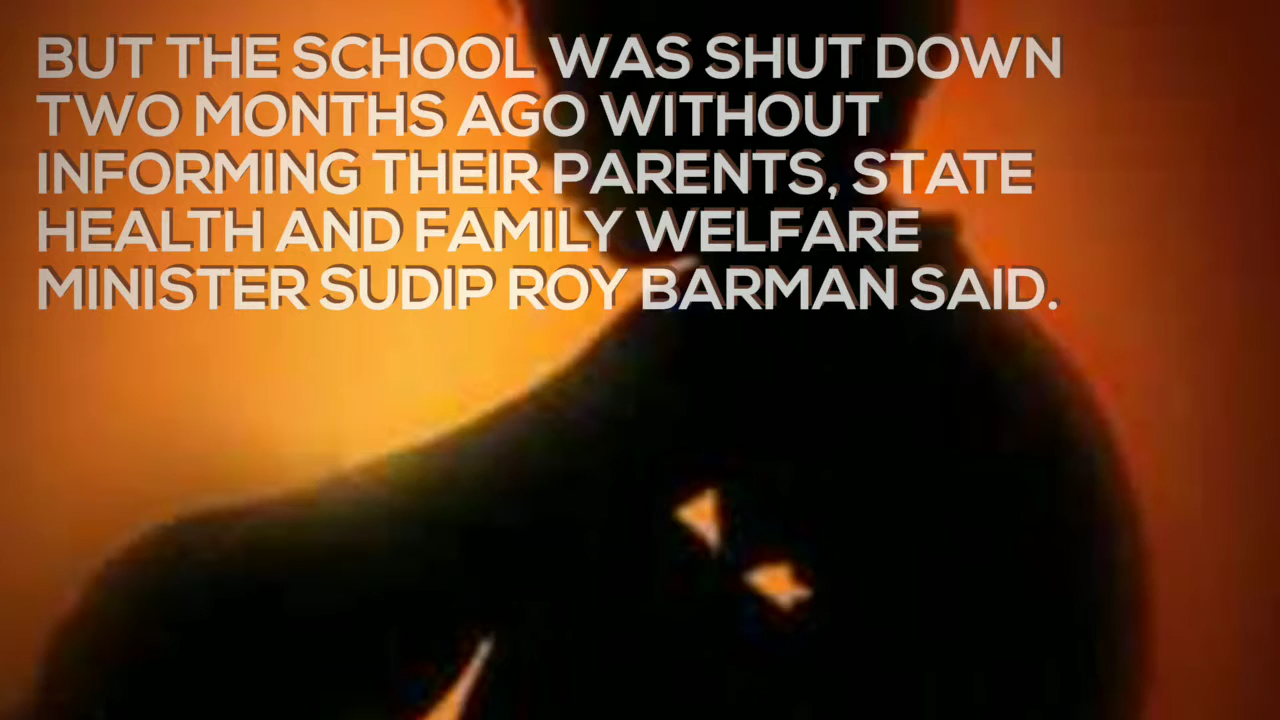 BUT THE SCHOOL WAS SHUT DOWN
TWO MONTHS AGO WITHOUT
INFORMING THEIR PARENTS, STATE
HEALTH AND FAMILY WELFARE
MINISTER SUDIP ROY BARMAN SAID.